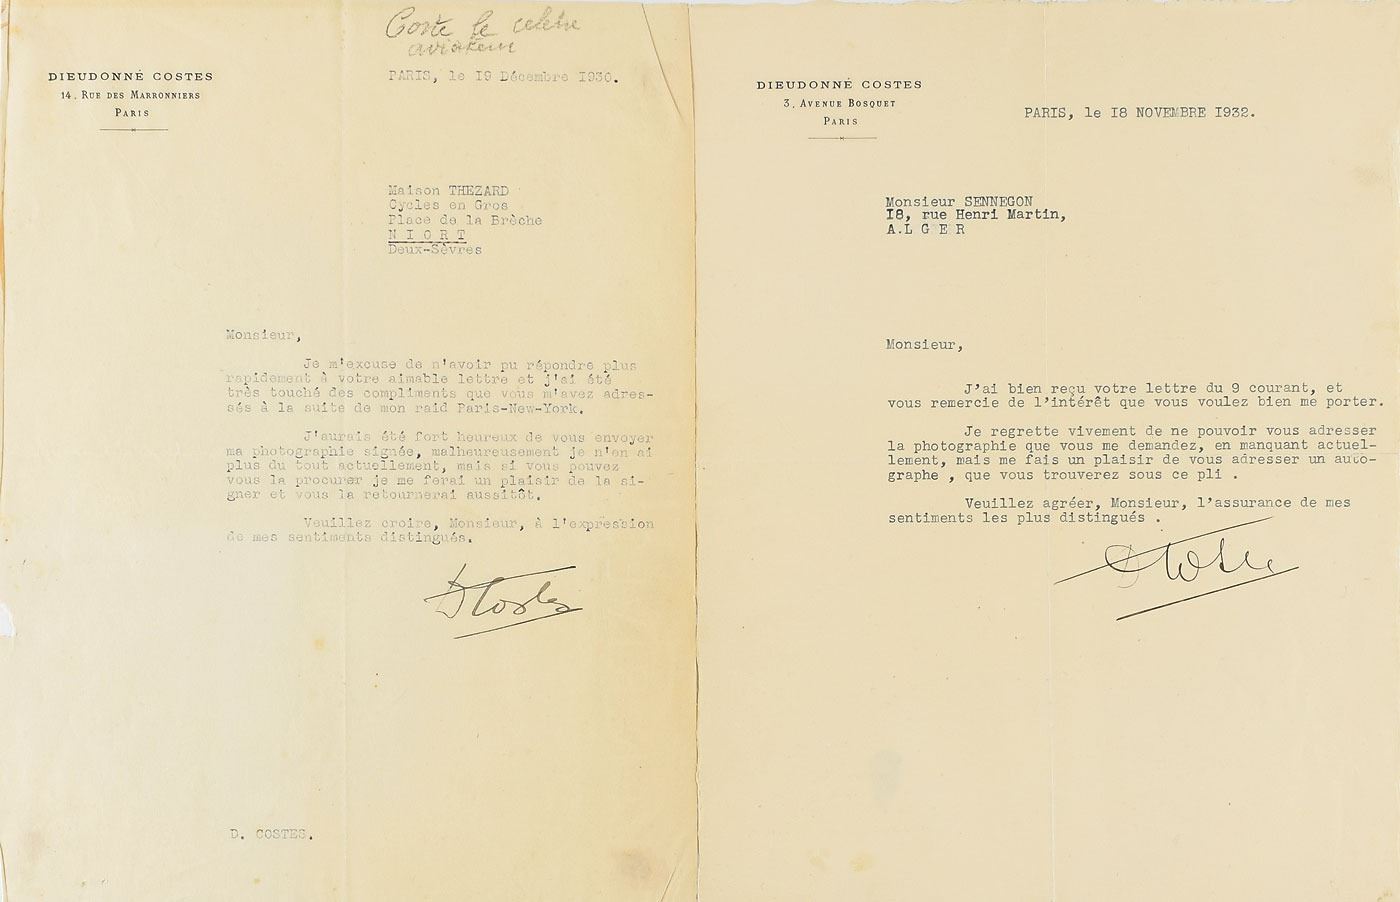 Coste le celebre
aviateur
DIEUDONNÉ COSTES
14, RUE DES MARRONNIERS
PARIS
PARIS, le I9 Décembre I930.
Maison THEZARD
Cycles en Gros
Place de la Brèche
N I O R T
Deux-Sèvres
Monsieur,
Je m'excuse de n'avoir pu répondre plus
rapidement à votre aimable lettre et j'ai été
très touché des compliments que vous m'avez adres-
sés à la suite de mon raid Paris-New-York.
J'aurais été fort heureux de vous envoyer
ma photographie signée, malheureusement je n'en ai
plus du tout actuellement, mais si vous pouvez
vous la procurer je me ferai un plaisir de la si-
gner et vous la retournerai aussitôt.
Veuillez croire, Monsieur, à l'expression
de mes sentiments distingués.
D Costes
D. COSTES.
DIEUDONNÉ COSTES
3, AVENUE BOSQUET
PARIS
PARIS, le I8 NOVEMBRE I932.
Monsieur SENNEGON
I8, rue Henri Martin,
A.L G E R
Monsieur,
J'ai bien reçu votre lettre du 9 courant, et
vous remercie de l'intérêt que vous voulez bien me porter.
Je regrette vivement de ne pouvoir vous adresser
la photographie que vous me demandez, en manquant actuel-
lement, mais me fais un plaisir de vous adresser un auto-
graphe , que vous trouverez sous ce pli .
Veuillez agréer, Monsieur, l'assurance de mes
sentiments les plus distingués .
D Costes